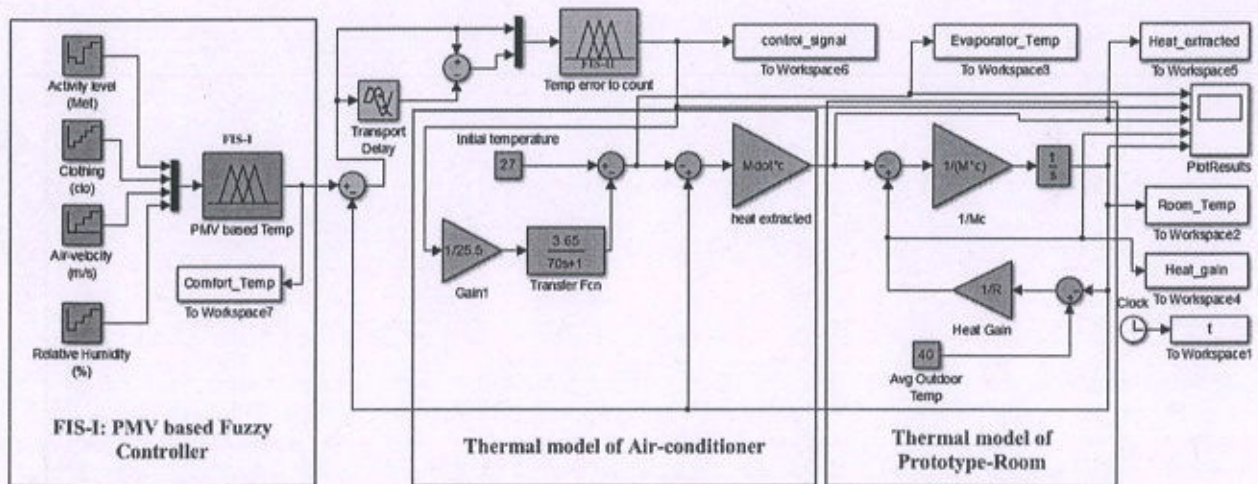 Activity level
(Met)
Clothing
(clo)
Air-velocity
(m/s)
Relative Humidity
(%)
FIS-I
PMV based Temp
Comfort_Temp
To Workspace7
FIS-I: PMV based Fuzzy
Controller
Transport
Delay
FIS-II
Temp error to count
control_signal
To Workspace6
Evaporator_Temp
To Workspace3
Heat_extracted
To Workspace5
PlotResults
Initial temperature
27
1/25.5
Gain1
3.65
70s+1
Transfer Fcn
Mdot*c
heat extracted
Thermal model of Air-conditioner
1/(M*c)
1/Mc
1
s
1/R
Heat Gain
40
Avg Outdoor
Temp
Thermal model of
Prototype-Room
Room_Temp
To Workspace2
Heat_gain
To Workspace4
Clock
t
To Workspace1